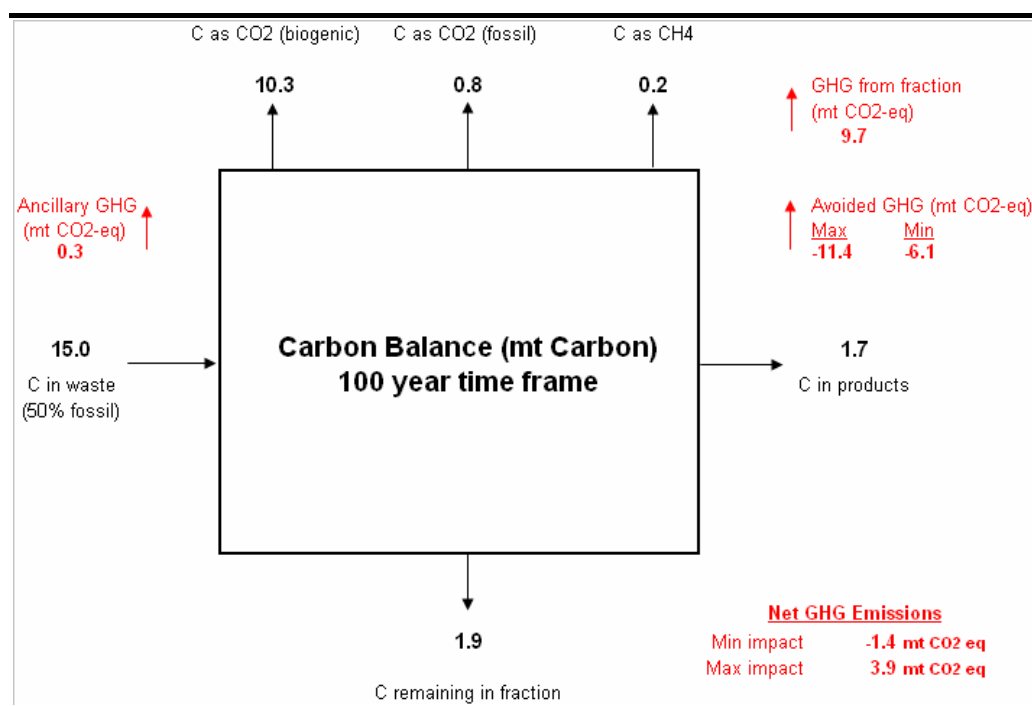 C as CO2 (biogenic) C as CO2 (fossil) C as CH4
10.3 0.8 0.2
GHG from fraction
(mt CO2-eq)
9.7
Ancillary GHG
(mt CO2-eq)
0.3
Avoided GHG (mt CO2-eq)
Max Min
-11.4 -6.1
15.0
C in waste
(50% fossil)
Carbon Balance (mt Carbon)
100 year time frame
1.7
C in products
1.9
C remaining in fraction
Net GHG Emissions
Min impact -1.4 mt CO2 eq
Max impact 3.9 mt CO2 eq